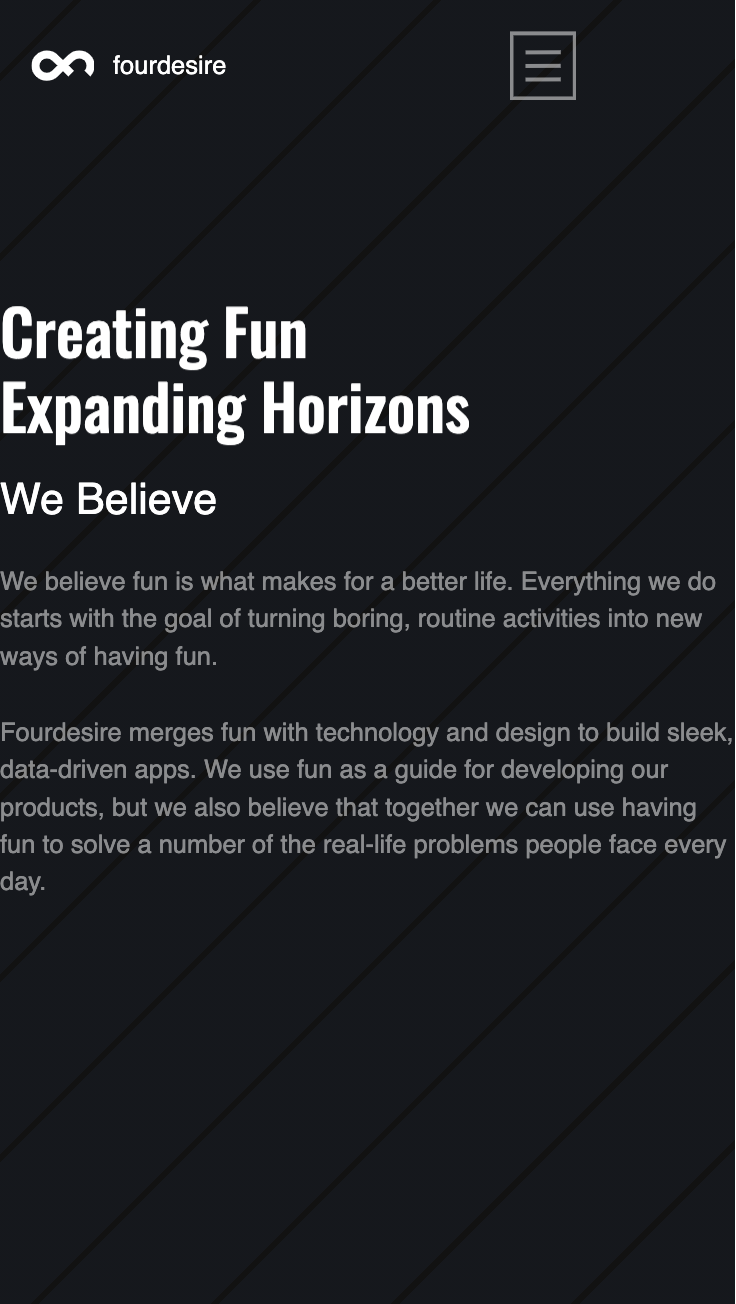 fourdesire
Creating Fun
Expanding Horizons
We Believe
We believe fun is what makes for a better life. Everything we do
starts with the goal of turning boring, routine activities into new
ways of having fun.
Fourdesire merges fun with technology and design to build sleek,
data-driven apps. We use fun as a guide for developing our
products, but we also believe that together we can use having
fun to solve a number of the real-life problems people face every
day.